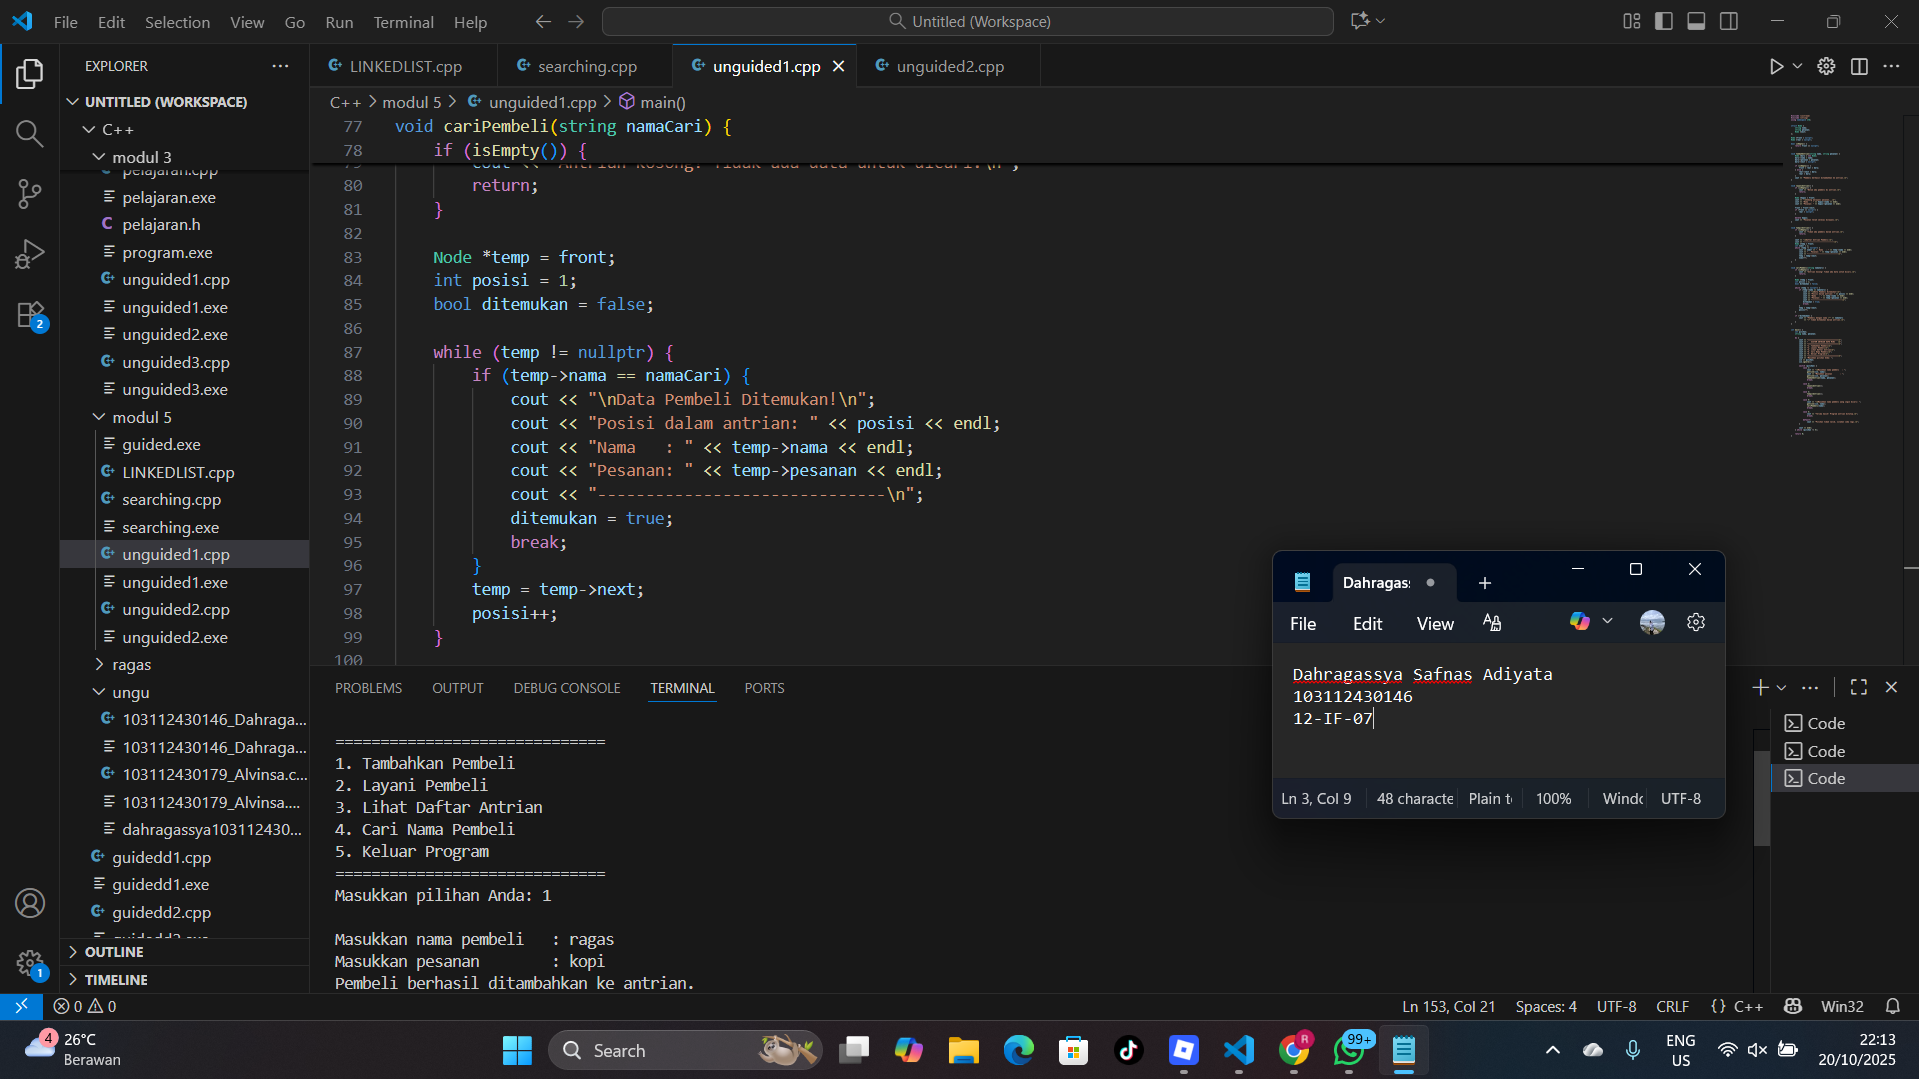 File Edit Selection View Go Run Terminal Help
Untitled (Workspace)
EXPLORER
UNTITLED (WORKSPACE)
C++
modul 3
pelajaran.cpp
pelajaran.exe
pelajaran.h
program.exe
unguided1.cpp
unguided1.exe
unguided2.exe
unguided3.cpp
unguided3.exe
modul 5
guided.exe
LINKEDLIST.cpp
searching.cpp
searching.exe
unguided1.cpp
unguided1.exe
unguided2.cpp
unguided2.exe
ragas
ungu
103112430146_Dahraga...
103112430146_Dahraga...
103112430179_Alvinsa.c...
103112430179_Alvinsa....
dahragassya103112430...
guidedd1.cpp
guidedd1.exe
guidedd2.cpp
OUTLINE
TIMELINE
2
1
LINKEDLIST.cpp
searching.cpp
unguided1.cpp
unguided2.cpp
C++ > modul 5 > unguided1.cpp > main()
77 void cariPembeli(string namaCari) {
78 if (isEmpty()) {
80 return;
81 }
82
83 Node *temp = front;
84 int posisi = 1;
85 bool ditemukan = false;
86
87 while (temp != nullptr) {
88 if (temp->nama == namaCari) {
89 cout << "\nData Pembeli Ditemukan!\n";
90 cout << "Posisi dalam antrian: " << posisi << endl;
91 cout << "Nama   : " << temp->nama << endl;
92 cout << "Pesanan: " << temp->pesanan << endl;
93 cout << "------------------------------\n";
94 ditemukan = true;
95 break;
96 }
97 temp = temp->next;
98 posisi++;
99 }
100
PROBLEMS OUTPUT DEBUG CONSOLE TERMINAL PORTS
==============================
1. Tambahkan Pembeli
2. Layani Pembeli
3. Lihat Daftar Antrian
4. Cari Nama Pembeli
5. Keluar Program
==============================
Masukkan pilihan Anda: 1
Masukkan nama pembeli   : ragas
Masukkan pesanan        : kopi
Pembeli berhasil ditambahkan ke antrian.
Code
Code
Code
Dahragas:
File Edit View
Dahragassya Safnas Adiyata
103112430146
12-IF-07
Ln 3, Col 9 48 characte Plain t 100% Windo UTF-8
0 0
Ln 153, Col 21 Spaces: 4 UTF-8 CRLF {} C++ Win32
4
26°C
Berawan
Search
R
99+
ENG
US
22:13
20/10/2025